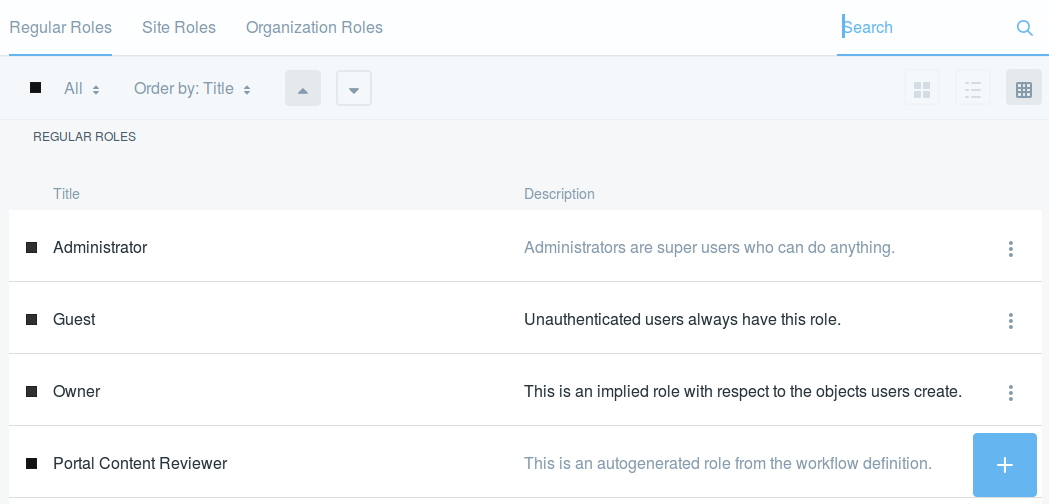 Regular Roles Site Roles Organization Roles Search
All Order by: Title
REGULAR ROLES
Title Description
Administrator Administrators are super users who can do anything.
Guest Unauthenticated users always have this role.
Owner This is an implied role with respect to the objects users create.
Portal Content Reviewer This is an autogenerated role from the workflow definition.